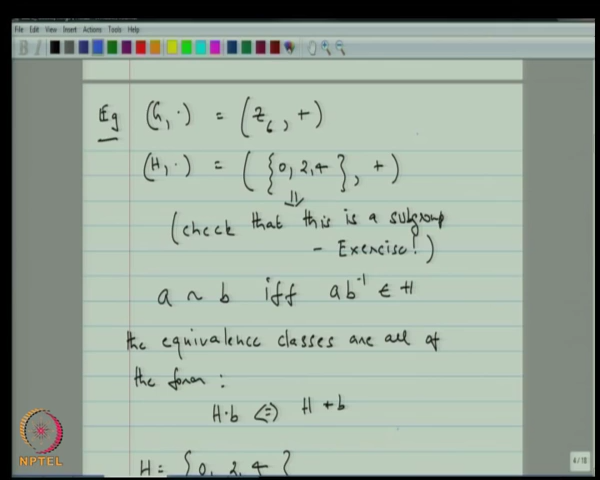 File Edit View Insert Actions Tools Help
B I
Eg (G, ·) = (Z₆, +)
(H, ·) = ({0, 2, 4}, +)
⇓
(check that this is a subgroup
- Exercise!)
a ~ b iff ab⁻¹ ∈ H
the equivalence classes are all of
the form :
H·b <=> H + b
H = {0, 2, 4}
NPTEL
4/18